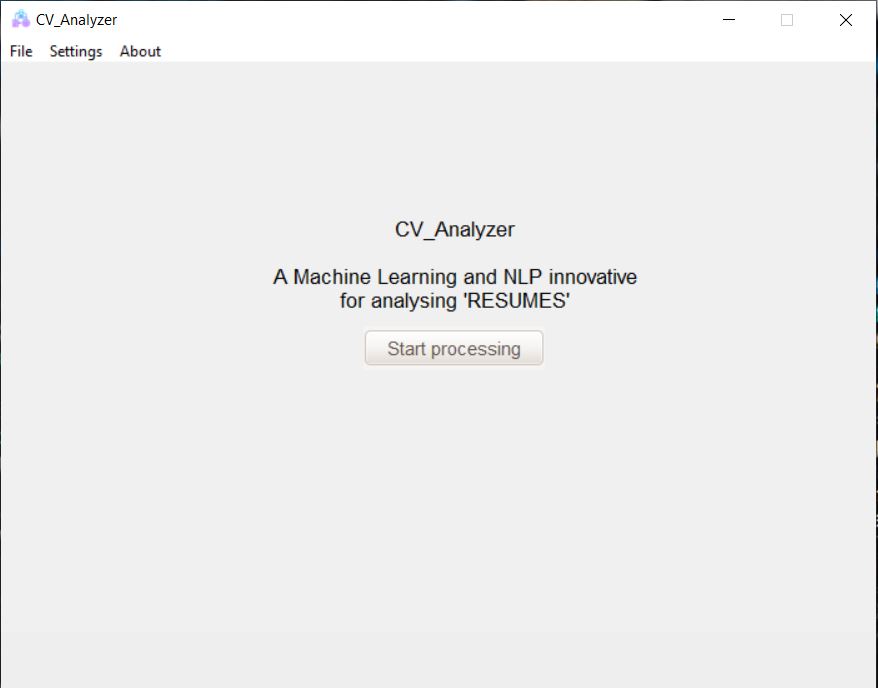 CV_Analyzer
File Settings About
CV_Analyzer
A Machine Learning and NLP innovative
for analysing 'RESUMES'
Start processing